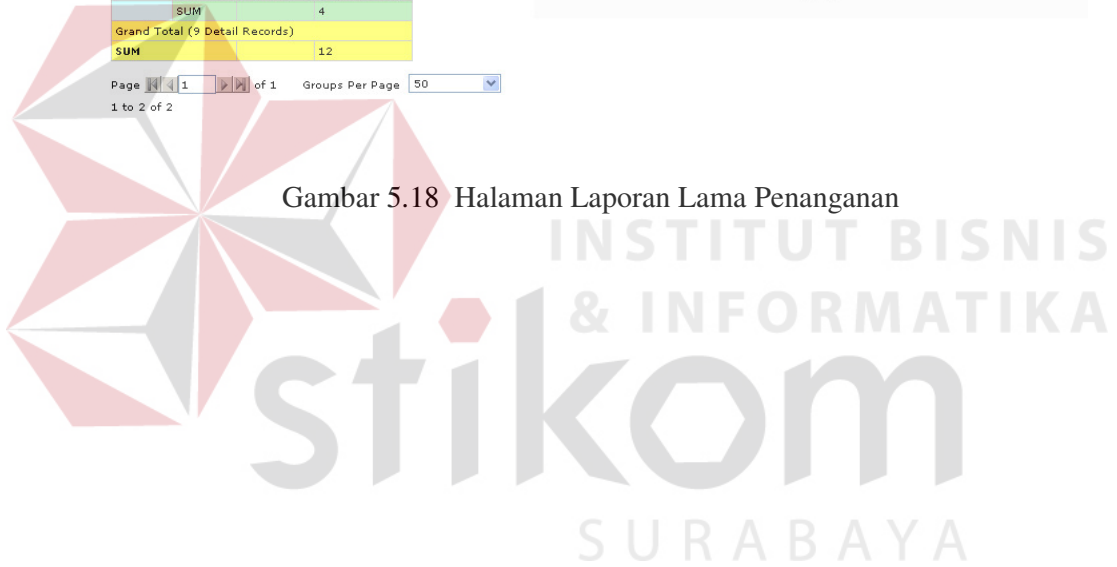 SUM 4
Grand Total (9 Detail Records)
SUM 12
Page 1 of 1 Groups Per Page 50
1 to 2 of 2
Gambar 5.18 Halaman Laporan Lama Penanganan
INSTITUT BISNIS
& INFORMATIKA
stikom
SURABAYA